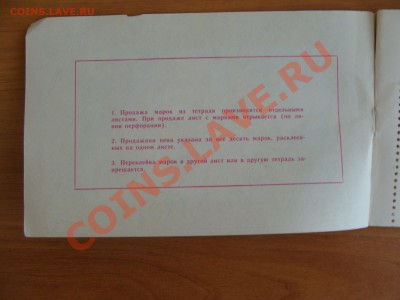 COINS.LAVE.RU
1. Продажа марок из тетради производится отдельными
листами. При продаже лист с марками отрывается (по ли-
нии перфорации).
2. Продажная цена указана за все десять марок, расклеен-
ных на одном листе.
3. Переклейка марок в другой лист или в другую тетрадь за-
прещается.
COINS.LAVE.RU